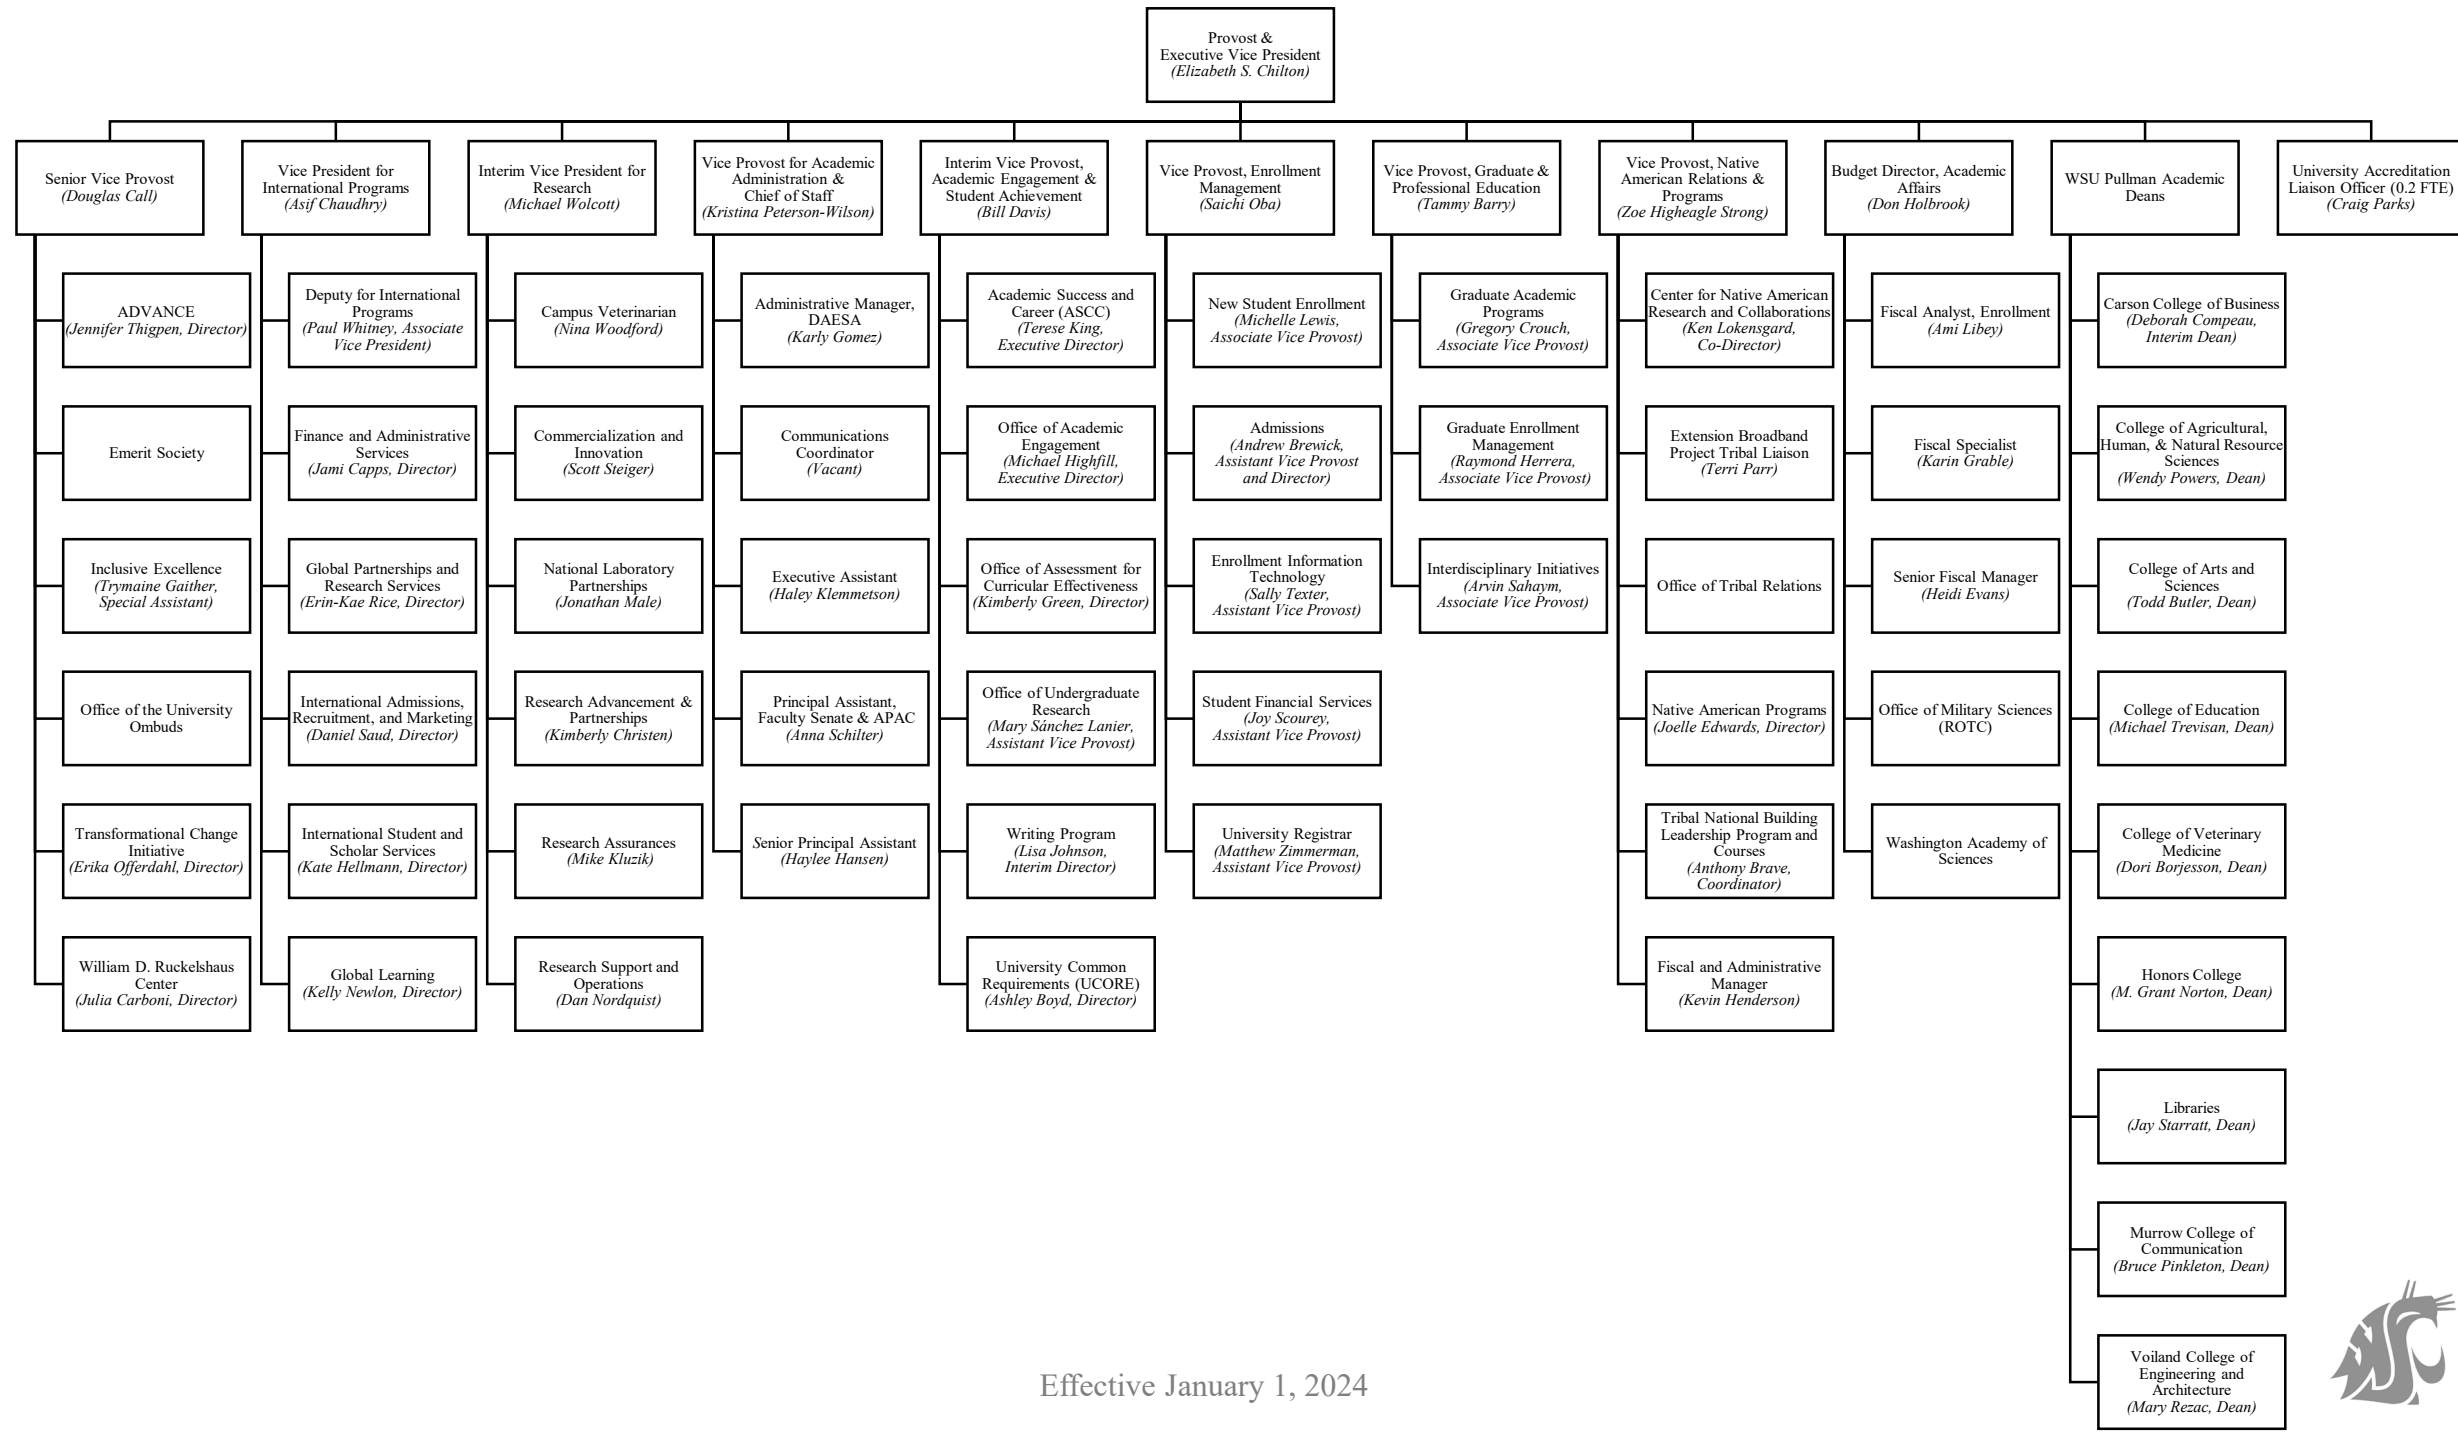 Provost &
Executive Vice President
(Elizabeth S. Chilton)
Senior Vice Provost
(Douglas Call)
ADVANCE
(Jennifer Thigpen, Director)
Emerit Society
Inclusive Excellence
(Trymaine Gaither,
Special Assistant)
Office of the University
Ombuds
Transformational Change
Initiative
(Erika Offerdahl, Director)
William D. Ruckelshaus
Center
(Julia Carboni, Director)
Vice President for
International Programs
(Asif Chaudhry)
Deputy for International
Programs
(Paul Whitney, Associate
Vice President)
Finance and Administrative
Services
(Jami Capps, Director)
Global Partnerships and
Research Services
(Erin-Kae Rice, Director)
International Admissions,
Recruitment, and Marketing
(Daniel Saud, Director)
International Student and
Scholar Services
(Kate Hellmann, Director)
Global Learning
(Kelly Newlon, Director)
Interim Vice President for
Research
(Michael Wolcott)
Campus Veterinarian
(Nina Woodford)
Commercialization and
Innovation
(Scott Steiger)
National Laboratory
Partnerships
(Jonathan Male)
Research Advancement &
Partnerships
(Kimberly Christen)
Research Assurances
(Mike Kluzik)
Research Support and
Operations
(Dan Nordquist)
Vice Provost for Academic
Administration &
Chief of Staff
(Kristina Peterson-Wilson)
Administrative Manager,
DAESA
(Karly Gomez)
Communications
Coordinator
(Vacant)
Executive Assistant
(Haley Klemmetson)
Principal Assistant,
Faculty Senate & APAC
(Anna Schilter)
Senior Principal Assistant
(Haylee Hansen)
Interim Vice Provost,
Academic Engagement &
Student Achievement
(Bill Davis)
Academic Success and
Career (ASCC)
(Terese King,
Executive Director)
Office of Academic
Engagement
(Michael Highfill,
Executive Director)
Office of Assessment for
Curricular Effectiveness
(Kimberly Green, Director)
Office of Undergraduate
Research
(Mary Sánchez Lanier,
Assistant Vice Provost)
Writing Program
(Lisa Johnson,
Interim Director)
University Common
Requirements (UCORE)
(Ashley Boyd, Director)
Vice Provost, Enrollment
Management
(Saichi Oba)
New Student Enrollment
(Michelle Lewis,
Associate Vice Provost)
Admissions
(Andrew Brewick,
Assistant Vice Provost
and Director)
Enrollment Information
Technology
(Sally Texter,
Assistant Vice Provost)
Student Financial Services
(Joy Scourey,
Assistant Vice Provost)
University Registrar
(Matthew Zimmerman,
Assistant Vice Provost)
Vice Provost, Graduate &
Professional Education
(Tammy Barry)
Graduate Academic
Programs
(Gregory Crouch,
Associate Vice Provost)
Graduate Enrollment
Management
(Raymond Herrera,
Associate Vice Provost)
Interdisciplinary Initiatives
(Arvin Sahaym,
Associate Vice Provost)
Vice Provost, Native
American Relations &
Programs
(Zoe Higheagle Strong)
Center for Native American
Research and Collaborations
(Ken Lokensgard,
Co-Director)
Extension Broadband
Project Tribal Liaison
(Terri Parr)
Office of Tribal Relations
Native American Programs
(Joelle Edwards, Director)
Tribal National Building
Leadership Program and
Courses
(Anthony Brave,
Coordinator)
Fiscal and Administrative
Manager
(Kevin Henderson)
Budget Director, Academic
Affairs
(Don Holbrook)
Fiscal Analyst, Enrollment
(Ami Libey)
Fiscal Specialist
(Karin Grable)
Senior Fiscal Manager
(Heidi Evans)
Office of Military Sciences
(ROTC)
Washington Academy of
Sciences
WSU Pullman Academic
Deans
Carson College of Business
(Deborah Compeau,
Interim Dean)
College of Agricultural,
Human, & Natural Resource
Sciences
(Wendy Powers, Dean)
College of Arts and
Sciences
(Todd Butler, Dean)
College of Education
(Michael Trevisan, Dean)
College of Veterinary
Medicine
(Dori Borjesson, Dean)
Honors College
(M. Grant Norton, Dean)
Libraries
(Jay Starratt, Dean)
Murrow College of
Communication
(Bruce Pinkleton, Dean)
Voiland College of
Engineering and
Architecture
(Mary Rezac, Dean)
University Accreditation
Liaison Officer (0.2 FTE)
(Craig Parks)
Effective January 1, 2024
WSC